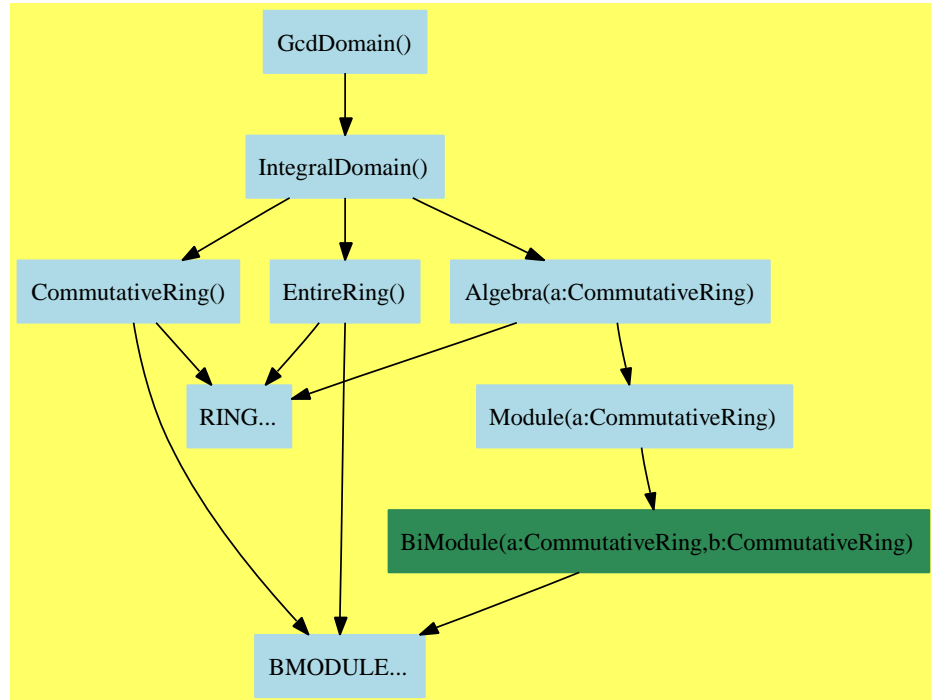 GcdDomain()
IntegralDomain()
CommutativeRing()
EntireRing()
Algebra(a:CommutativeRing)
RING...
Module(a:CommutativeRing)
BiModule(a:CommutativeRing,b:CommutativeRing)
BMODULE...